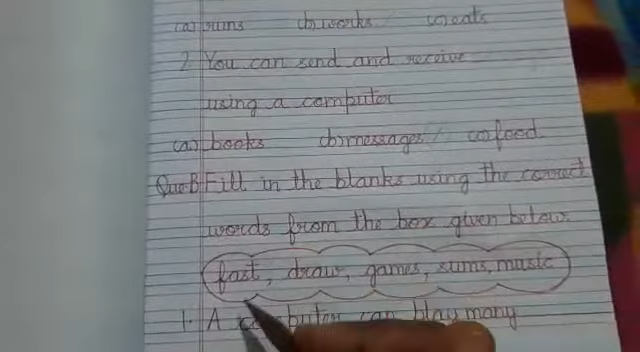 (a) sums (b) works / (c) eats
2. You can send and receive
using a computer
(a) books (b) messages / (c) food
Que B Fill in the blanks using the correct
words from the box given below.
fast, draw, games, sums, music
1. A computer can play many